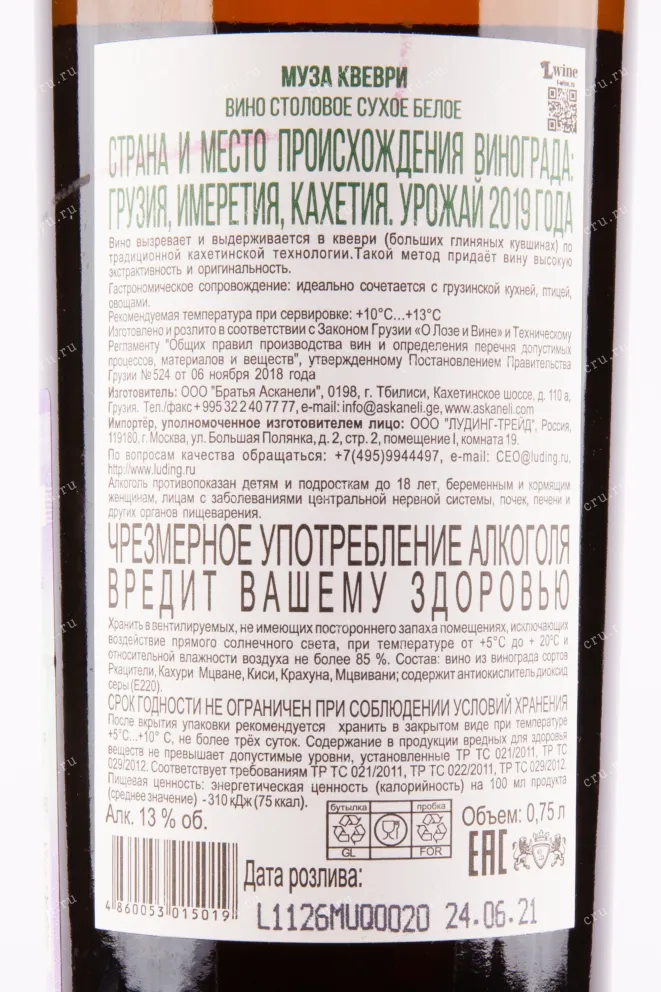 МУЗА КВЕВРИ
Lwine
l-wine.ru
ВИНО СТОЛОВОЕ СУХОЕ БЕЛОЕ
СТРАНА И МЕСТО ПРОИСХОЖДЕНИЯ ВИНОГРАДА:
ГРУЗИЯ, ИМЕРЕТИЯ, КАХЕТИЯ. УРОЖАЙ 2019 ГОДА
Вино вызревает и выдерживается в квеври (больших глиняных кувшинах) по
традиционной кахетинской технологии.Такой метод придаёт вину высокую
экстрактивность и оригинальность.
Гастрономическое сопровождение: идеально сочетается с грузинской кухней, птицей,
овощами.
Рекомендуемая температура при сервировке: +10°С...+13°С
Изготовлено и розлито в соответствии с Законом Грузии «О Лозе и Вине» и Техническому
Регламенту "Общих правил производства вин и определения перечня допустимых
процессов, материалов и веществ", утвержденному Постановлением Правительства
Грузии №524 от 06 ноября 2018 года
Изготовитель: ООО "Братья Асканели", 0198, г. Тбилиси, Кахетинское шоссе, д. 110 а,
Грузия. Тел./факс +995 32 2 40 77 77, e-mail: info@askaneli.ge, www.askaneli.com
Импортёр, уполномоченное изготовителем лицо: ООО "ЛУДИНГ-ТРЕЙД", Россия,
119180, г. Москва, ул. Большая Полянка, д. 2, стр. 2, помещение I, комната 19.
По вопросам качества обращаться: +7(495)9944497, e-mail: CEO@luding.ru,
http://www.luding.ru
Алкоголь противопоказан детям и подросткам до 18 лет, беременным и кормящим
женщинам, лицам с заболеваниями центральной нервной системы, почек, печени и
других органов пищеварения.
ЧРЕЗМЕРНОЕ УПОТРЕБЛЕНИЕ АЛКОГОЛЯ
ВРЕДИТ ВАШЕМУ ЗДОРОВЬЮ
Хранить в вентилируемых, не имеющих постороннего запаха помещениях, исключающих
воздействие прямого солнечного света, при температуре от +5°С до + 20°С и
относительной влажности воздуха не более 85 %. Состав: вино из винограда сортов
Ркацители, Кахури Мцване, Киси, Крахуна, Мцвивани; содержит антиокислитель диоксид
серы (Е220).
СРОК ГОДНОСТИ НЕ ОГРАНИЧЕН ПРИ СОБЛЮДЕНИИ УСЛОВИЙ ХРАНЕНИЯ
После вкрытия упаковки рекомендуется хранить в закрытом виде при температуре
+5°С...+10° С, не более трёх суток. Содержание в продукции вредных для здоровья
веществ не превышает допустимые уровни, установленные ТР ТС 021/2011, ТР ТС
029/2012. Соответствует требованиям ТР ТС 021/2011, ТР ТС 022/2011, ТР ТС 029/2012.
Пищевая ценность: энергетическая ценность (калорийность) на 100 мл продукта
(среднее значение) - 310 кДж (75 ккал).
Алк. 13 % об.
бутылка
пробка
GL
FOR
Объем: 0,75 л
EAC
4 860053 015019
Дата розлива:
L1126MUQ0020 24.06.21